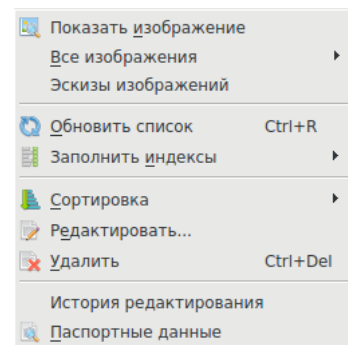 Показать изображение
Все изображения
Эскизы изображений
Обновить список Ctrl+R
Заполнить индексы
Сортировка
Редактировать...
Удалить Ctrl+Del
История редактирования
Паспортные данные